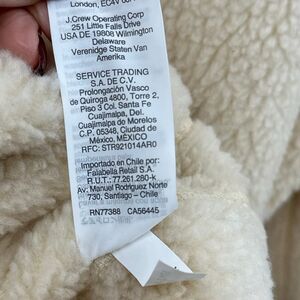 London, EC4V
J.Crew Operating Corp
251 Little Falls Drive
USA DE 19808 Wilmington
Delaware
Verenidge Staten Van
Amerika
SERVICE TRADING
S.A. DE C.V.
Prolongación Vasco
de Quiroga 4800, Torre 2,
Piso 3 Col. Santa Fe
Cuajimalpa, Del.
Cuajimalpa de Morelos
C.P. 05348, Ciudad de
México, MÉXICO.
RFC: STR921014AR0
Importado en Chile por:
Falabella Retail S.A.
R.U.T.: 77.261.280-k
Av: Manuel Rodriguez Norte
730, Santiago - Chile
RN77388 CA56445